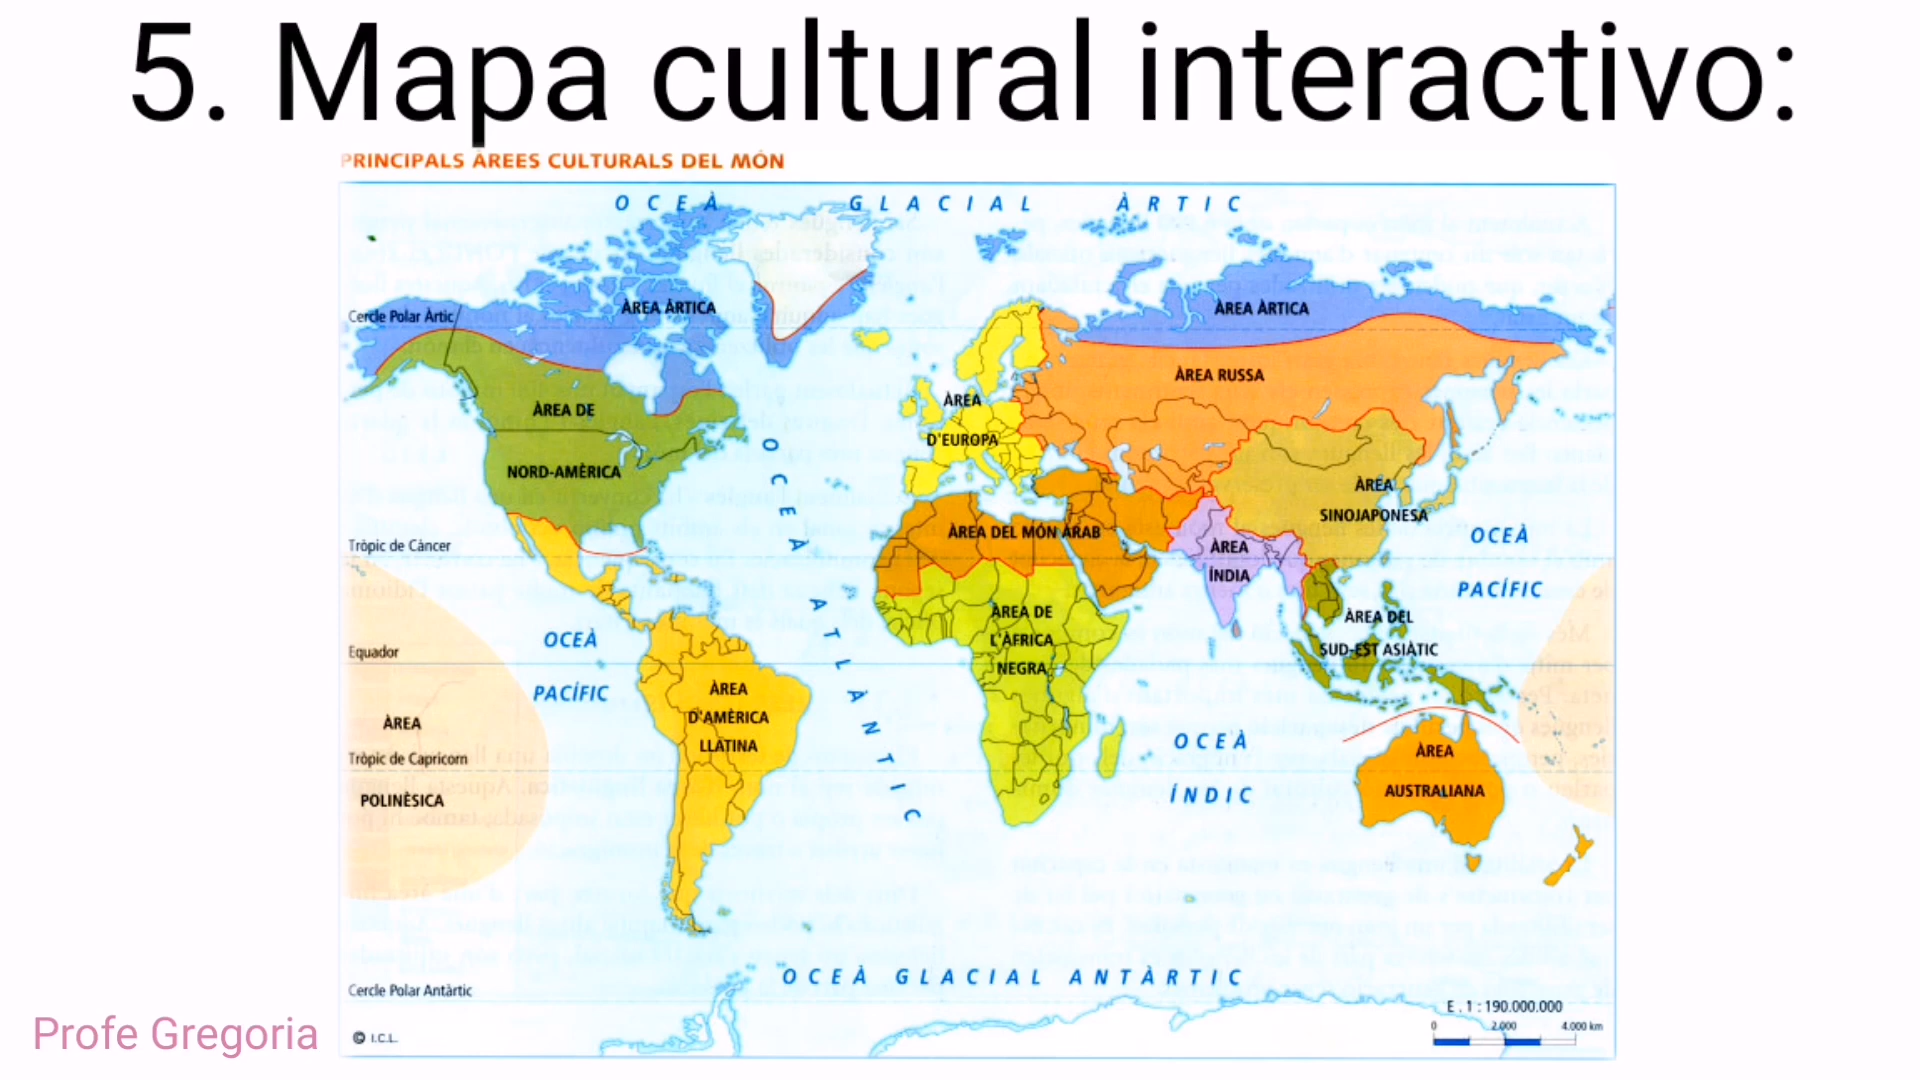 5. Mapa cultural interactivo:
PRINCIPALS ÀREES CULTURALS DEL MÓN
OCEÀ GLACIAL ÀRTIC
ÀREA ÀRTICA
ÀREA ÀRTICA
Cercle Polar Àrtic
ÀREA RUSSA
ÀREA DE
NORD-AMÈRICA
ÀREA
D'EUROPA
ÀREA
SINOJAPONESA
ÀREA DEL MÓN ÀRAB
OCEÀ ATLÀNTIC
Tròpic de Càncer
ÀREA
ÍNDIA
OCEÀ
PACÍFIC
ÀREA DE
L'ÀFRICA
NEGRA
ÀREA DEL
SUD-EST ASIÀTIC
Equador
OCEÀ
PACÍFIC
ÀREA
D'AMÈRICA
LLATINA
ÀREA
POLINÈSICA
Tròpic de Capricorn
OCEÀ
ÍNDIC
ÀREA
AUSTRALIANA
OCEÀ GLACIAL ANTÀRTIC
Cercle Polar Antàrtic
E. 1 : 190.000.000
0 2.000 4.000 km
© I.C.L.
Profe Gregoria